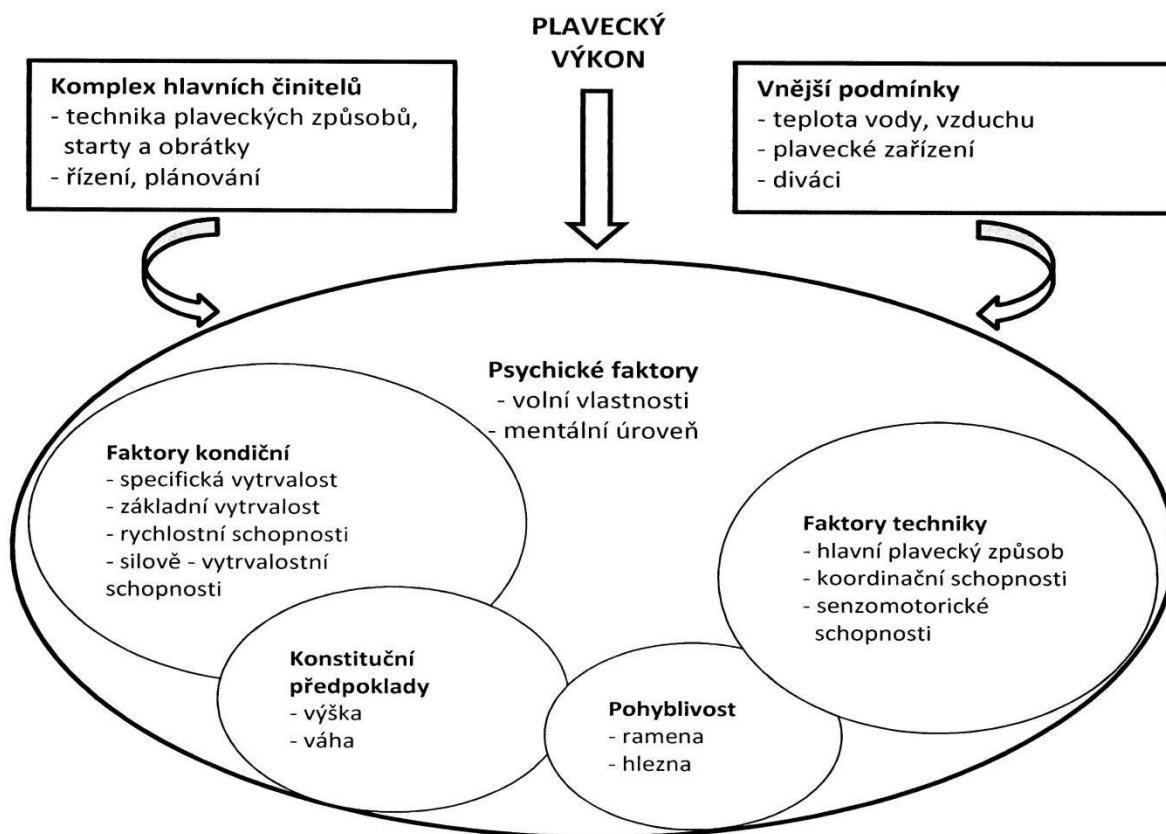 PLAVECKÝ
VÝKON
Komplex hlavních činitelů
- technika plaveckých způsobů,
starty a obrátky
- řízení, plánování
Vnější podmínky
- teplota vody, vzduchu
- plavecké zařízení
- diváci
Psychické faktory
- volní vlastnosti
- mentální úroveň
Faktory kondiční
- specifická vytrvalost
- základní vytrvalost
- rychlostní schopnosti
- silově - vytrvalostní
schopnosti
Faktory techniky
- hlavní plavecký způsob
- koordinační schopnosti
- senzomotorické
schopnosti
Konstituční
předpoklady
- výška
- váha
Pohyblivost
- ramena
- hlezna